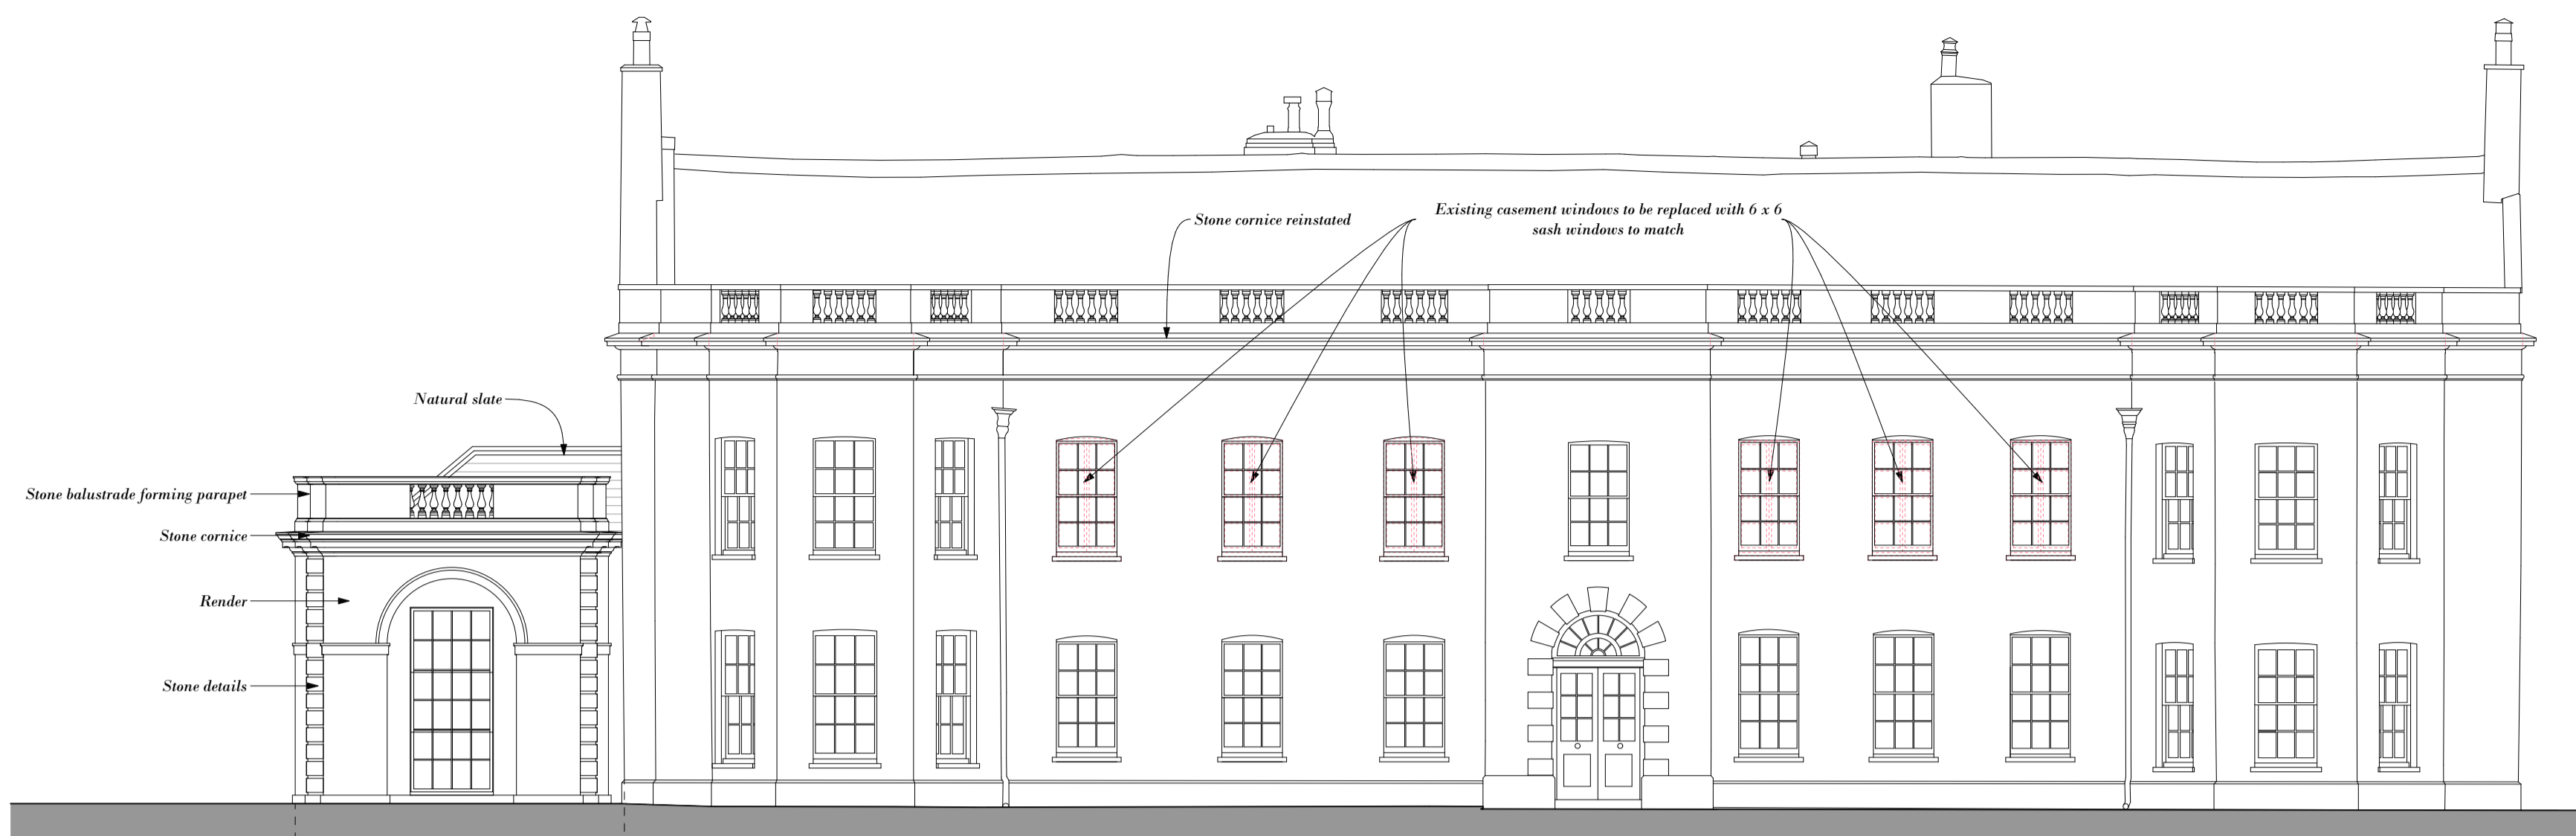 Existing casement windows to be replaced with 6 x 6
sash windows to match
Stone cornice reinstated
Natural slate
Stone balustrade forming parapet
Stone cornice
Render
Stone details